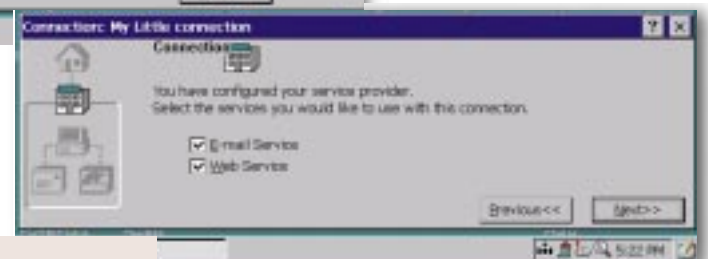 Connection: My Little connection
Connection
You have configured your service provider.
Select the services you would like to use with this connection.
E-mail Service
Web Service
Previous<<
Next>>
5:22 PM